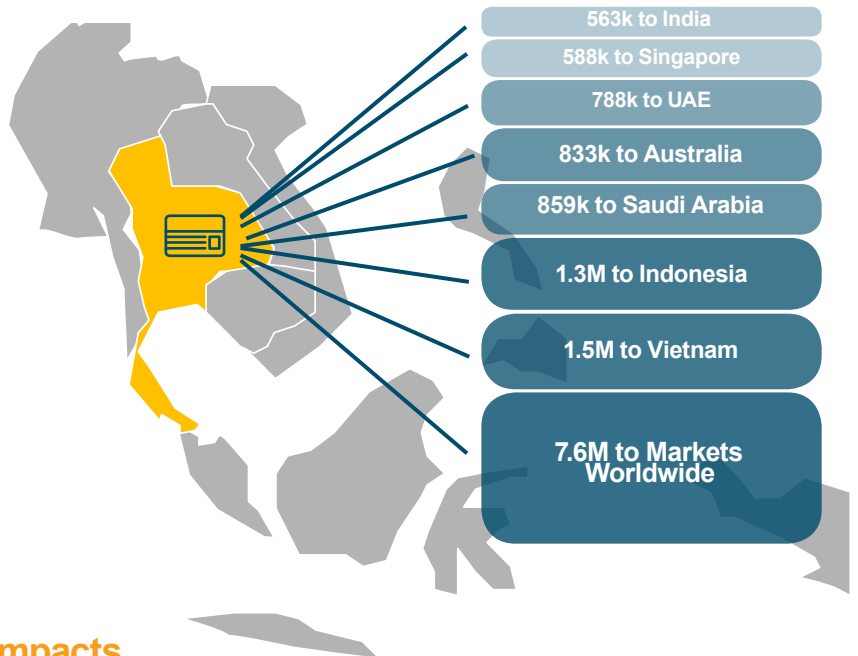 563k to India
588k to Singapore
788k to UAE
833k to Australia
859k to Saudi Arabia
1.3M to Indonesia
1.5M to Vietnam
7.6M to Markets
Worldwide
mpacts